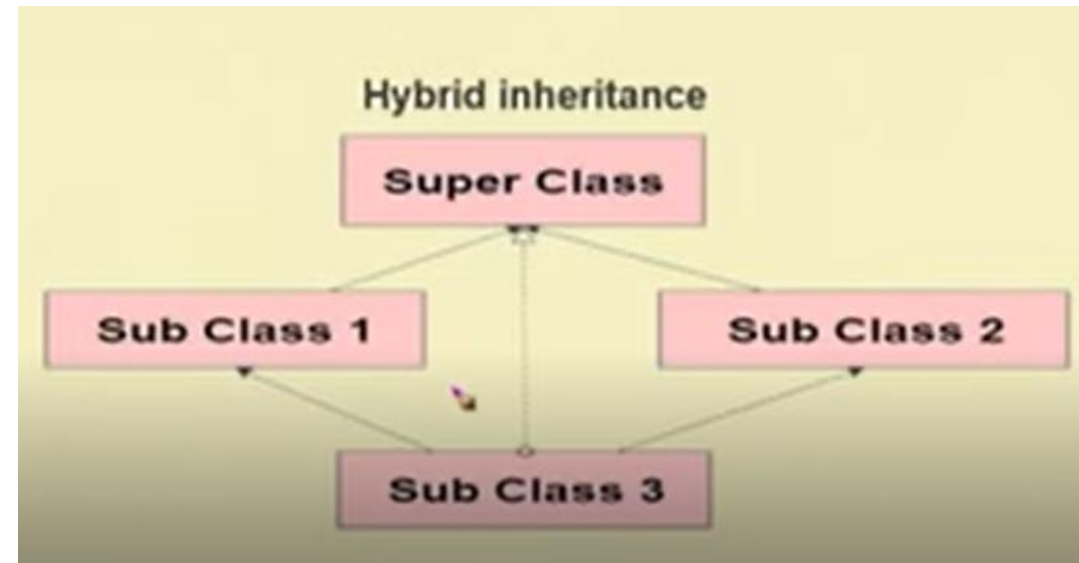 Hybrid inheritance
Super Class
Sub Class 1
Sub Class 2
Sub Class 3